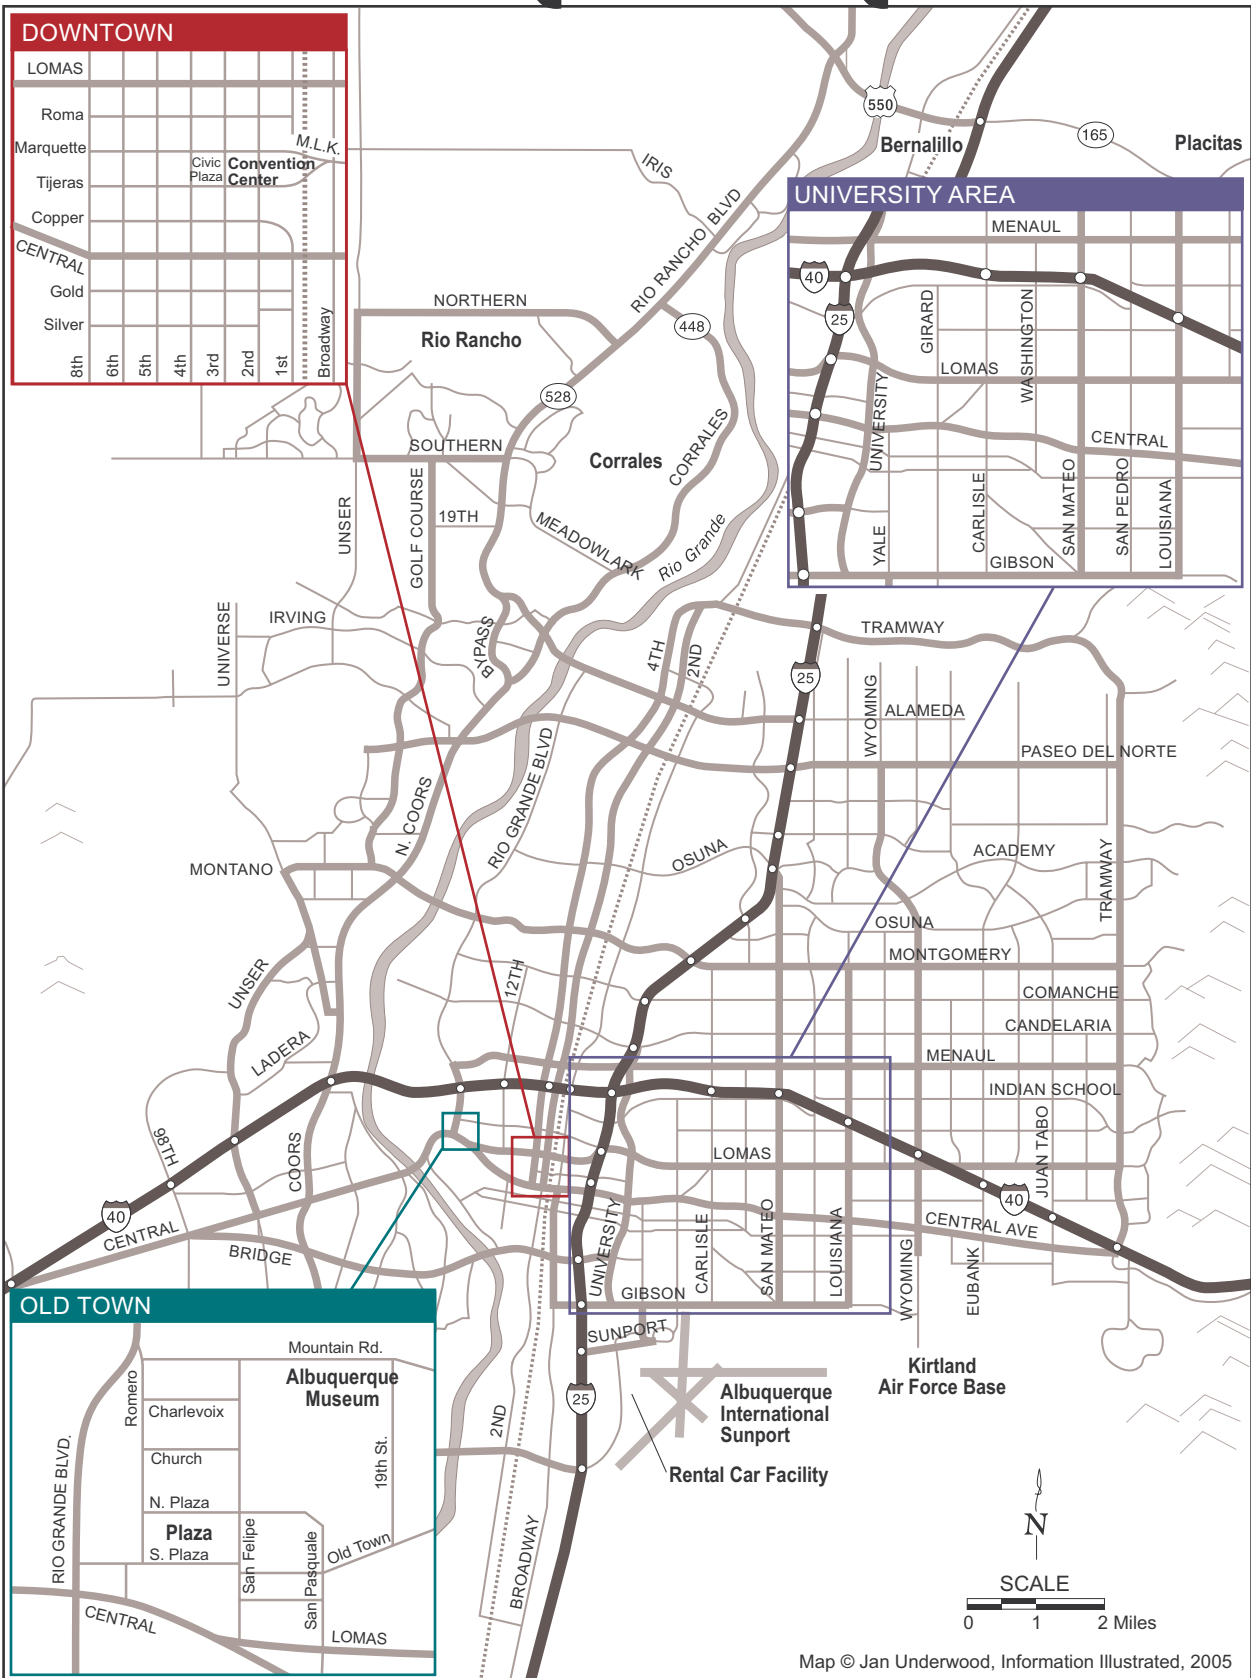 DOWNTOWN
LOMAS
Roma
Marquette
M.L.K.
Civic
Plaza
Convention
Center
Tijeras
Copper
CENTRAL
Gold
Silver
8th
6th
5th
4th
3rd
2nd
1st
Broadway
550
165
Bernalillo
Placitas
IRIS
RIO RANCHO BLVD
NORTHERN
Rio Rancho
448
528
SOUTHERN
Corrales
CORRALES
UNSER
GOLF COURSE
19TH
MEADOWLARK
Rio Grande
UNIVERSITY AREA
MENAUL
40
25
GIRARD
WASHINGTON
LOMAS
UNIVERSITY
CENTRAL
YALE
CARLISLE
SAN MATEO
SAN PEDRO
LOUISIANA
GIBSON
UNIVERSE
IRVING
BYPASS
4TH
2ND
TRAMWAY
25
WYOMING
ALAMEDA
PASEO DEL NORTE
N. COORS
RIO GRANDE BLVD
OSUNA
ACADEMY
TRAMWAY
MONTANO
OSUNA
MONTGOMERY
UNSER
12TH
COMANCHE
CANDELARIA
LADERA
MENAUL
INDIAN SCHOOL
98TH
COORS
LOMAS
JUAN TABO
40
40
CENTRAL
BRIDGE
UNIVERSITY
CARLISLE
SAN MATEO
LOUISIANA
CENTRAL AVE
WYOMING
EUBANK
GIBSON
SUNPORT
Kirtland
Air Force Base
25
Albuquerque
International
Sunport
2ND
Rental Car Facility
BROADWAY
OLD TOWN
Mountain Rd.
Albuquerque
Museum
Romero
Charlevoix
Church
19th St.
N. Plaza
Plaza
S. Plaza
RIO GRANDE BLVD.
San Felipe
San Pasquale
Old Town
CENTRAL
LOMAS
N
SCALE
0 1 2 Miles
Map © Jan Underwood, Information Illustrated, 2005